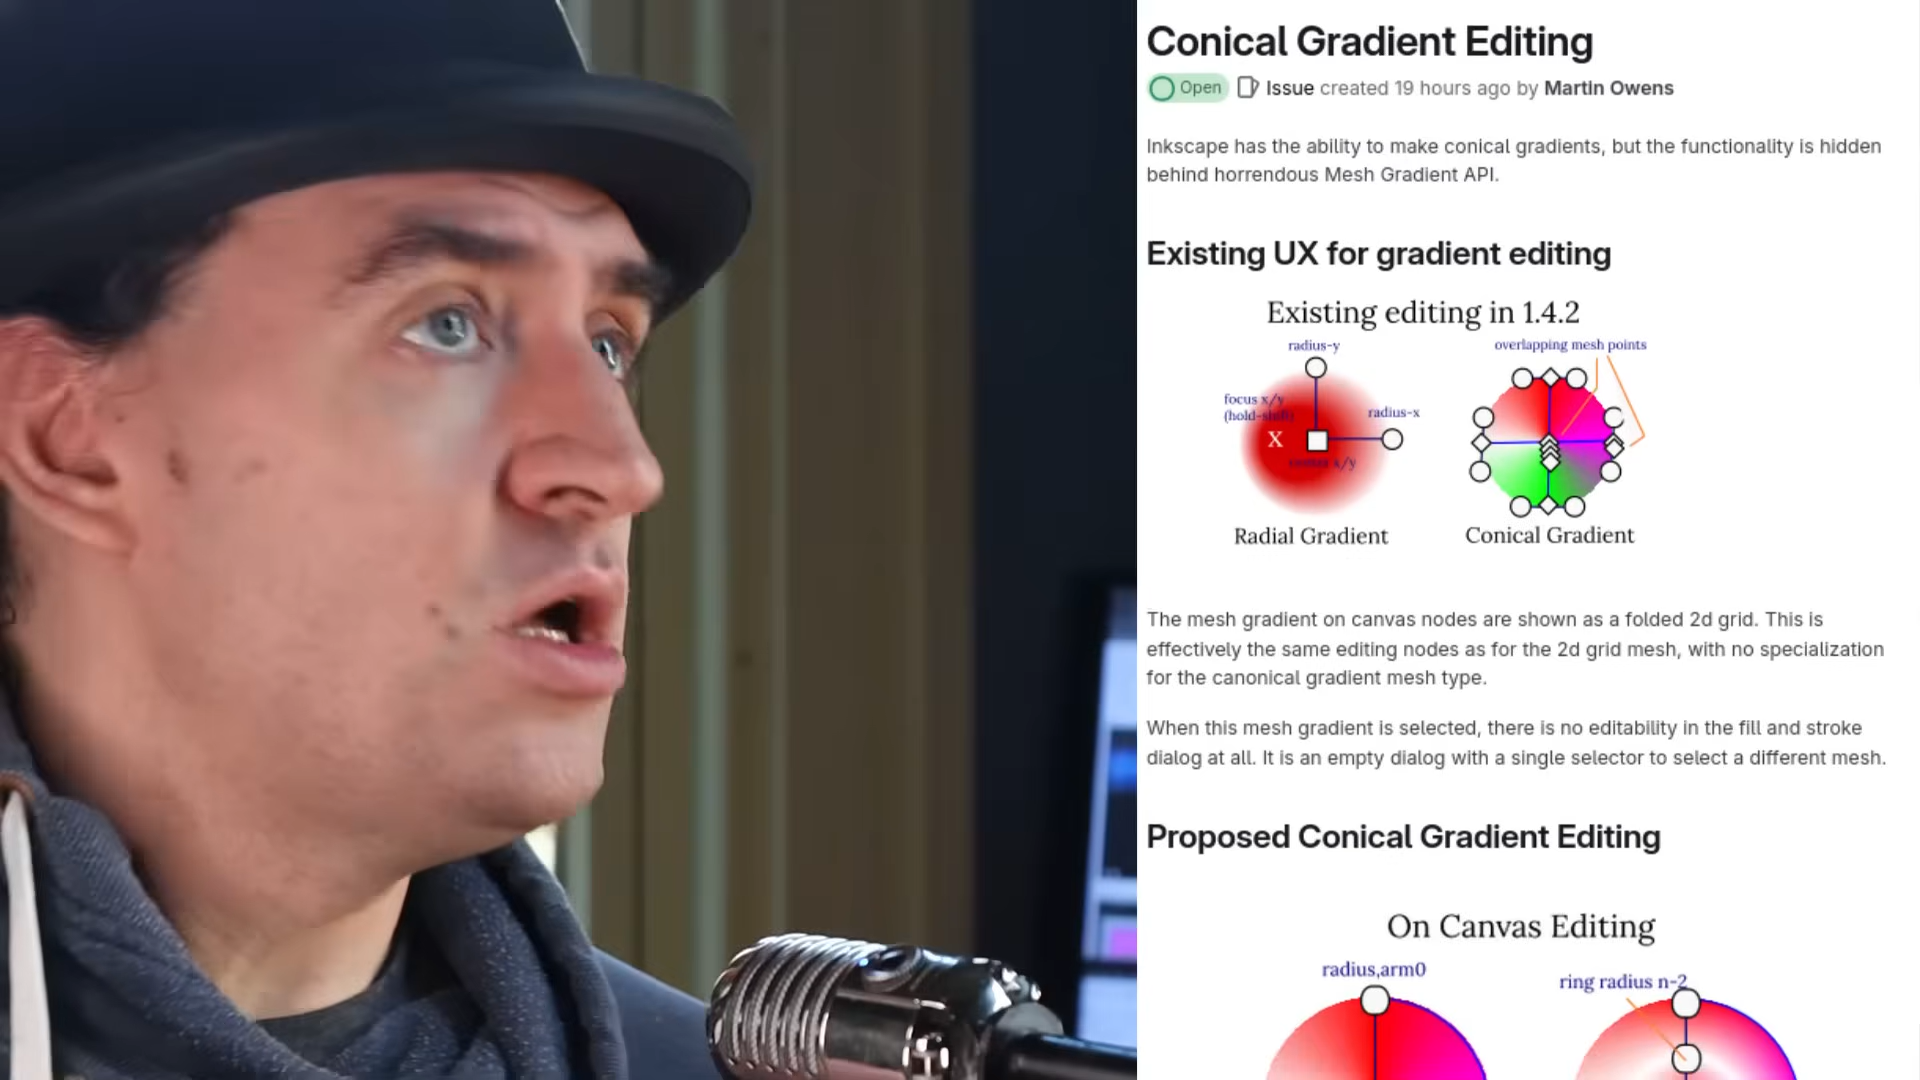 Conical Gradient Editing
Open Issue created 19 hours ago by Martin Owens
Inkscape has the ability to make conical gradients, but the functionality is hidden
behind horrendous Mesh Gradient API.
Existing UX for gradient editing
Existing editing in 1.4.2
radius-y
overlapping mesh points
focus x/y
(hold-shift)
radius-x
X
center x/y
Radial Gradient
Conical Gradient
The mesh gradient on canvas nodes are shown as a folded 2d grid. This is
effectively the same editing nodes as for the 2d grid mesh, with no specialization
for the canonical gradient mesh type.
When this mesh gradient is selected, there is no editability in the fill and stroke
dialog at all. It is an empty dialog with a single selector to select a different mesh.
Proposed Conical Gradient Editing
On Canvas Editing
radius,arm0
ring radius n-2